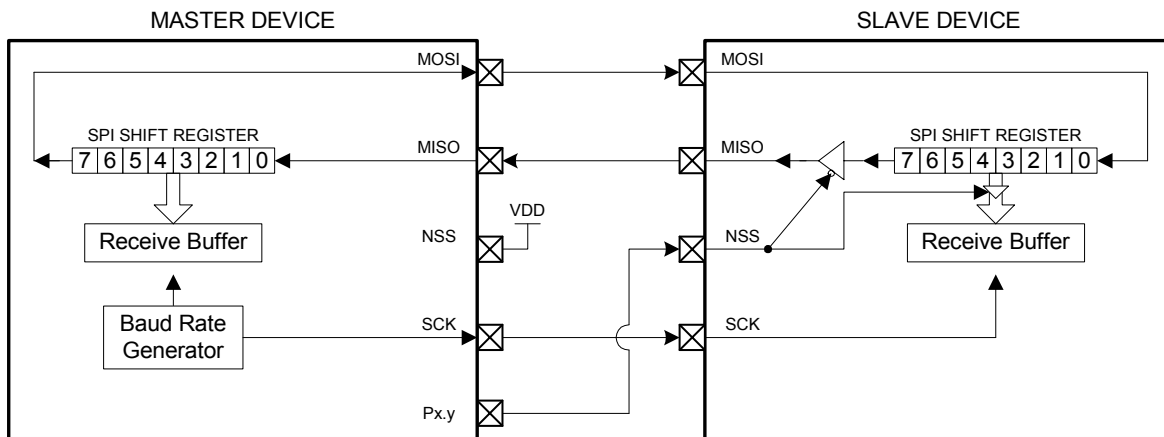 MASTER DEVICE
SLAVE DEVICE
MOSI
MOSI
SPI SHIFT REGISTER
7 6 5 4 3 2 1 0
MISO
MISO
SPI SHIFT REGISTER
7 6 5 4 3 2 1 0
Receive Buffer
NSS
VDD
NSS
Receive Buffer
Baud Rate
Generator
SCK
SCK
Px.y